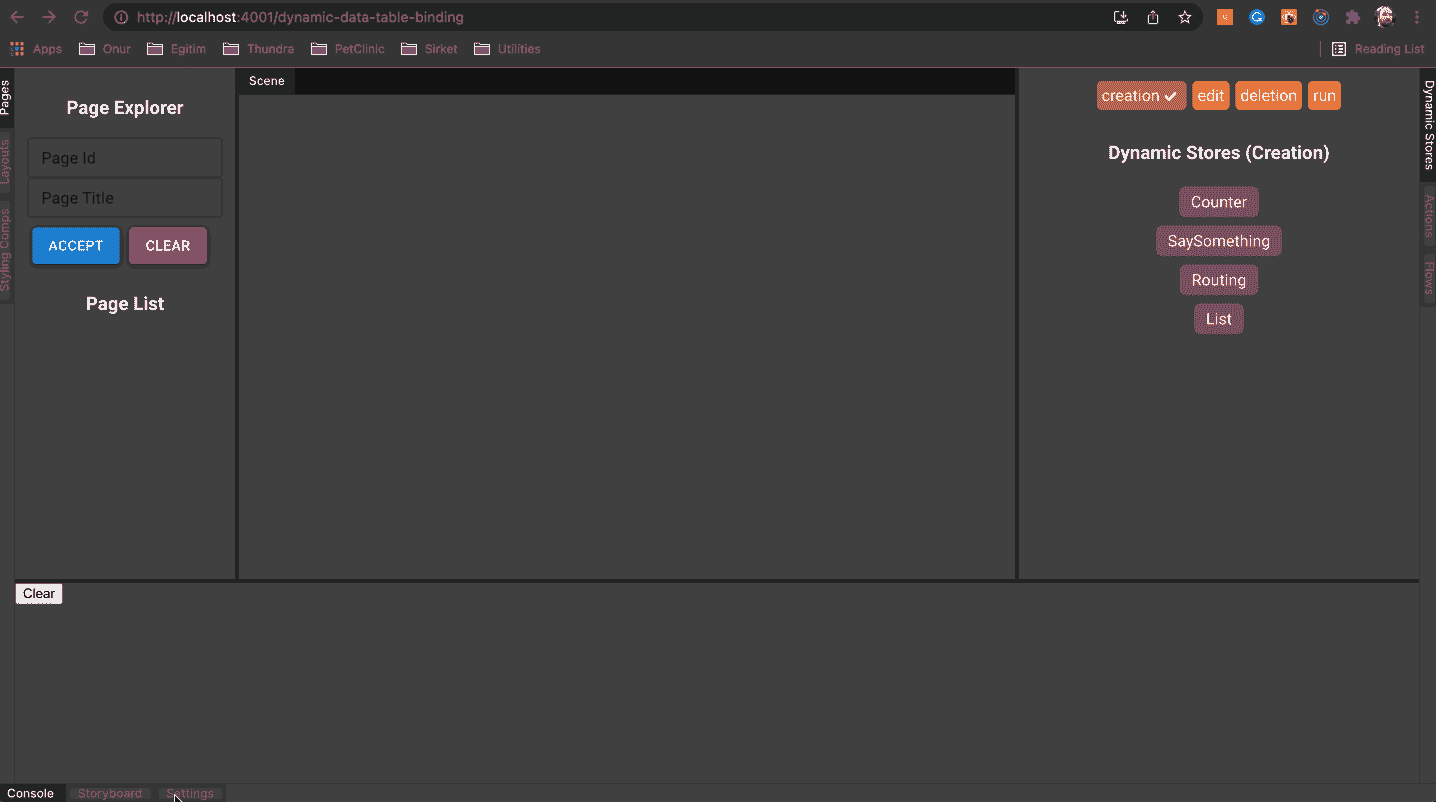 http://localhost:4001/dynamic-data-table-binding
Apps Onur Egitim Thundra PetClinic Sirket Utilities Reading List
Pages
Layouts
Styling Comps
Page Explorer
Page Id
Page Title
ACCEPT CLEAR
Page List
Scene
creation edit deletion run
Dynamic Stores (Creation)
Counter
SaySomething
Routing
List
Dynamic Stores
Actions
Flows
Clear
Console Storyboard Settings